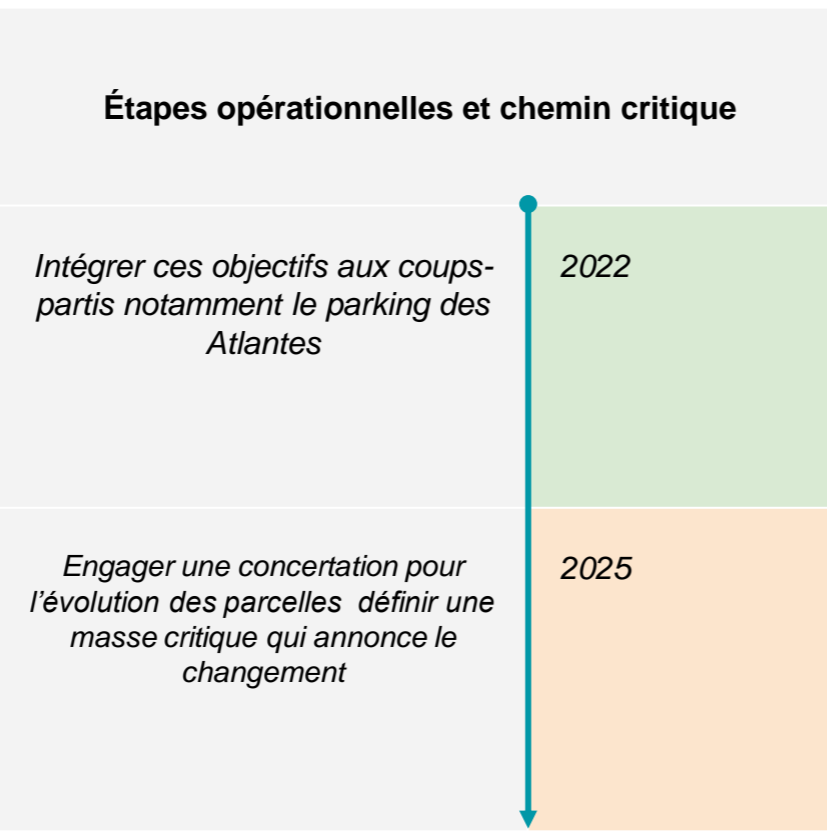 Étapes opérationnelles et chemin critique
Intégrer ces objectifs aux coups-
partis notamment le parking des
Atlantes
2022
Engager une concertation pour
l’évolution des parcelles  définir une
masse critique qui annonce le
changement
2025